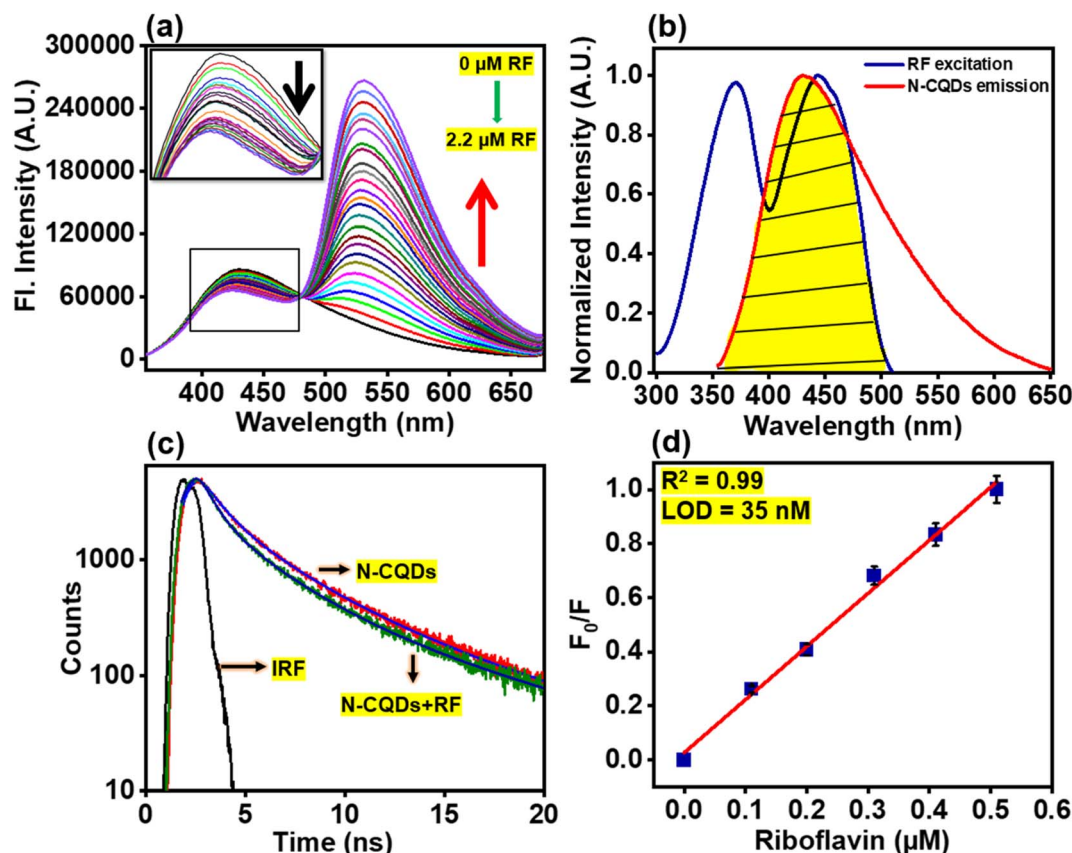 (a)
300000
240000
180000
120000
60000
0
Fl. Intensity (A.U.)
0 µM RF
2.2 µM RF
400 450 500 550 600 650
Wavelength (nm)
(b)
1.0
0.8
0.6
0.4
0.2
0.0
Normalized Intensity (A.U.)
RF excitation
N-CQDs emission
300 350 400 450 500 550 600 650
Wavelength (nm)
(c)
1000
100
10
Counts
N-CQDs
IRF
N-CQDs+RF
0 5 10 15 20
Time (ns)
(d)
R² = 0.99
LOD = 35 nM
1.0
0.8
0.6
0.4
0.2
0.0
F₀/F
0.0 0.1 0.2 0.3 0.4 0.5 0.6
Riboflavin (µM)